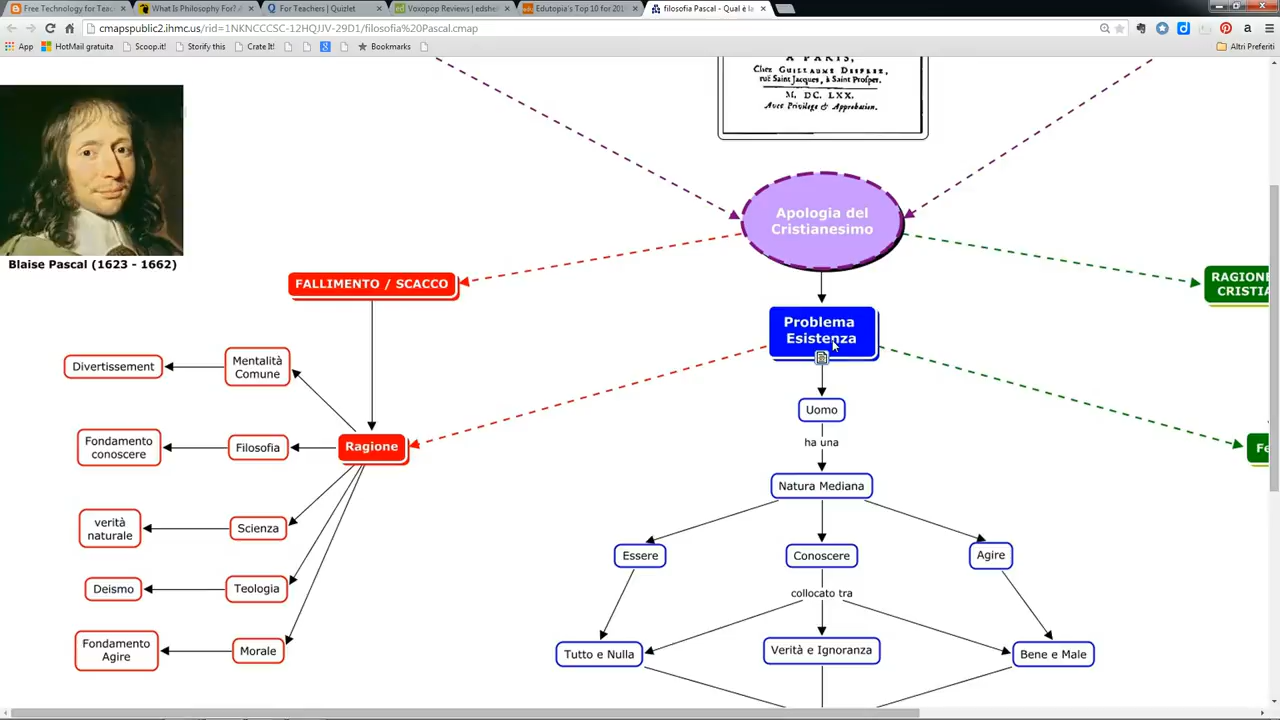 Free Technology for Teac
What Is Philosophy For?
For Teachers | Quizlet
Voxopop Reviews | edshe
Edutopia's Top 10 for 201
filosofia Pascal - Qual è la
cmapspublic2.ihmc.us/rid=1NKNCCCSC-12HQJJV-29D1/filosofia%20Pascal.cmap
App
HotMail gratuita
Scoop.it!
Storify this
Crate It!
Bookmarks
Altri Preferiti
A PARIS,
Chez GUILLAUME DESPREZ,
ruë Saint Jacques, à Saint Prosper.
M. DC. LXX.
Avec Privilege & Approbation.
Blaise Pascal (1623 - 1662)
Apologia del
Cristianesimo
FALLIMENTO / SCACCO
RAGIONE
CRISTIA
Problema
Esistenza
Divertissement
Mentalità
Comune
Uomo
ha una
Fondamento
conoscere
Filosofia
Ragione
Fe
Natura Mediana
verità
naturale
Scienza
Essere
Conoscere
Agire
Deismo
Teologia
collocato tra
Fondamento
Agire
Morale
Tutto e Nulla
Verità e Ignoranza
Bene e Male